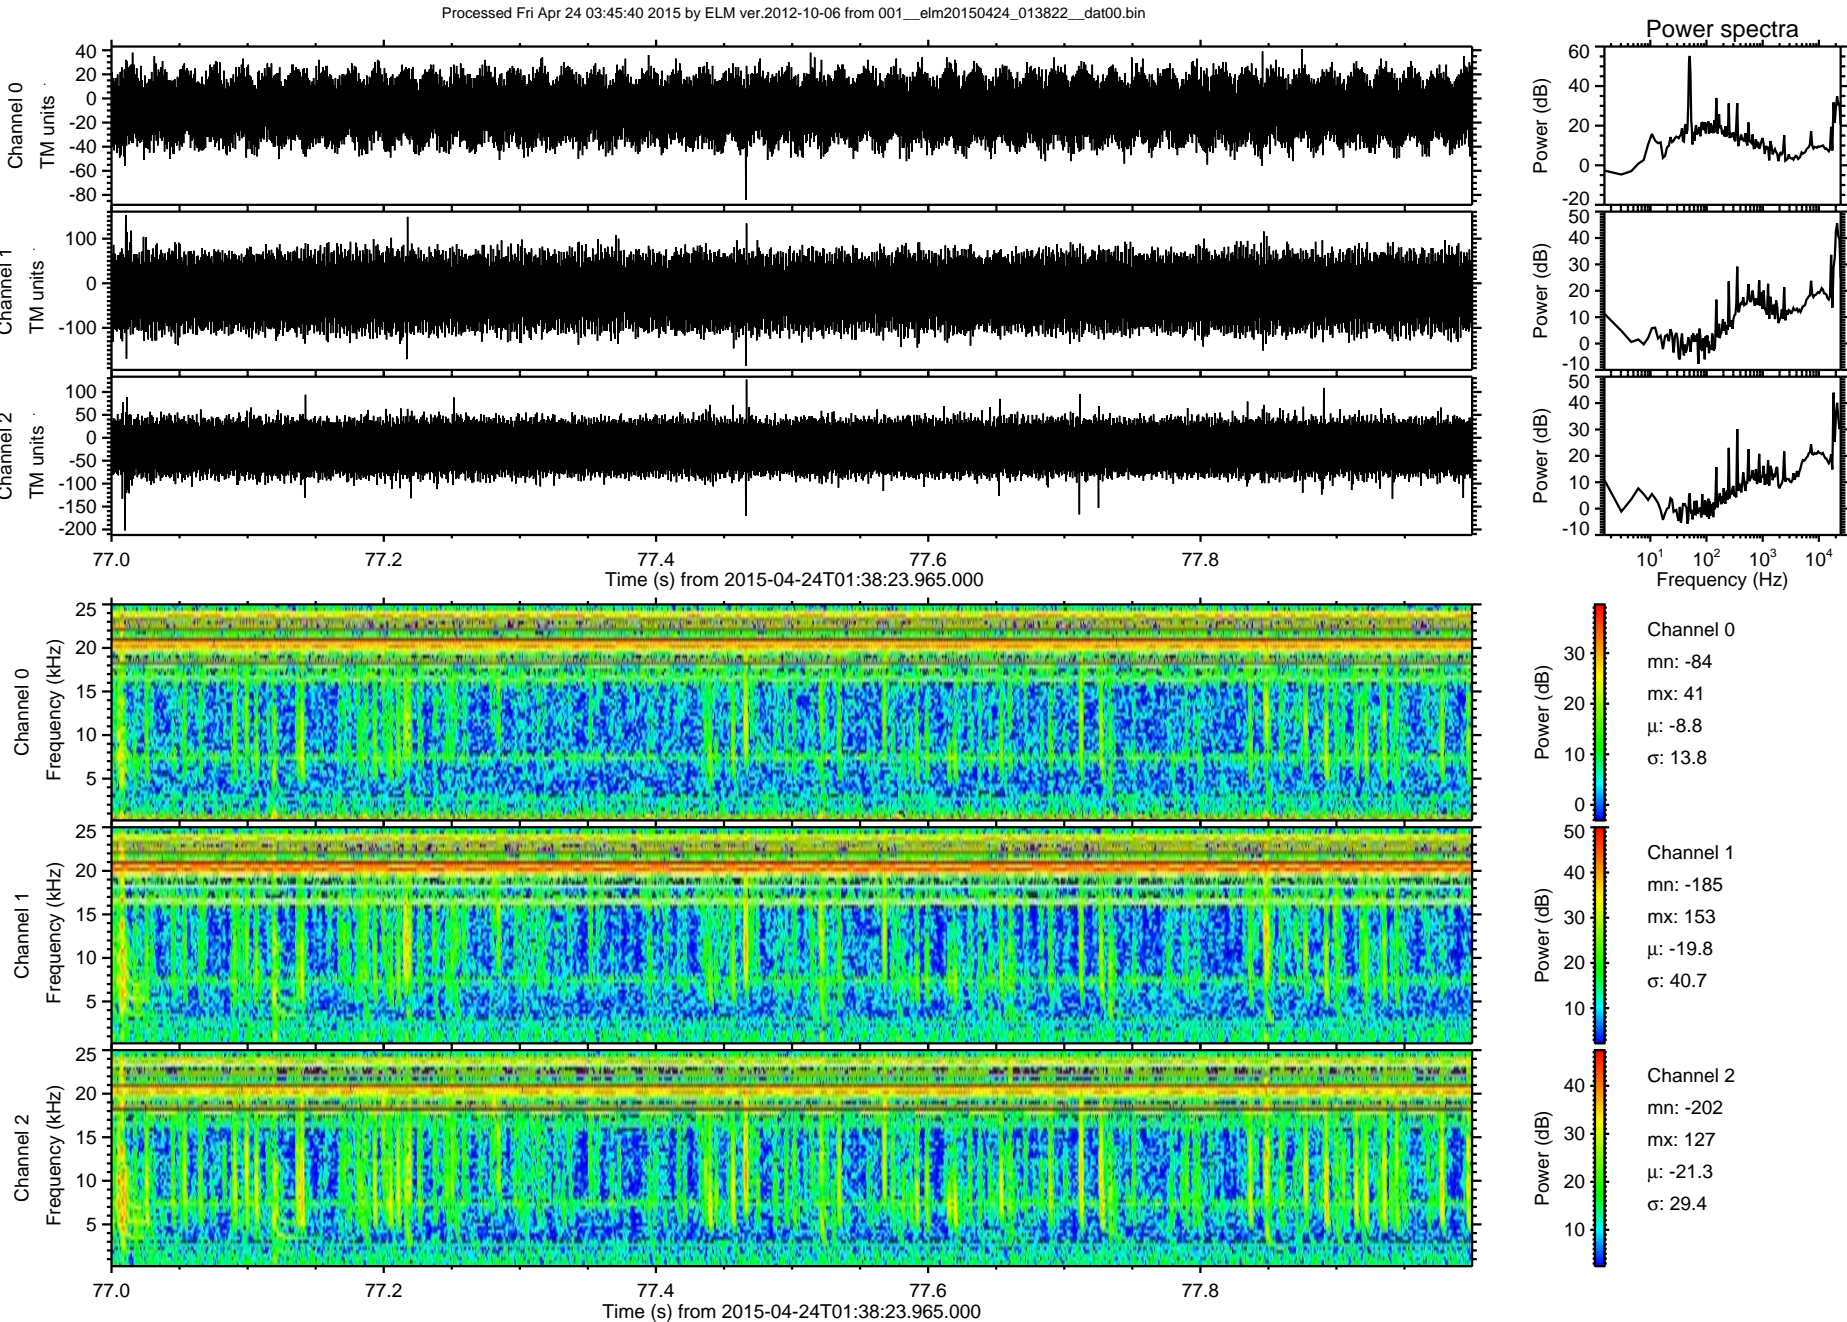 Processed Fri Apr 24 03:45:40 2015 by ELM ver.2012-10-06 from 001__elm20150424_013822__dat00.bin
Power spectra
Channel 0
TM units
40
20
0
-20
-40
-60
-80
Power (dB)
60
40
20
0
-20
Channel 1
TM units
100
0
-100
Power (dB)
50
40
30
20
10
0
-10
Channel 2
TM units
100
50
0
-50
-100
-150
-200
Power (dB)
50
40
30
20
10
0
-10
77.0 77.2 77.4 77.6 77.8
Time (s) from 2015-04-24T01:38:23.965.000
10^1 10^2 10^3 10^4
Frequency (Hz)
Channel 0
Frequency (kHz)
25
20
15
10
5
Power (dB)
30
20
10
0
Channel 0
mn: -84
mx: 41
μ: -8.8
σ: 13.8
Channel 1
Frequency (kHz)
25
20
15
10
5
Power (dB)
50
40
30
20
10
Channel 1
mn: -185
mx: 153
μ: -19.8
σ: 40.7
Channel 2
Frequency (kHz)
25
20
15
10
5
Power (dB)
40
30
20
10
Channel 2
mn: -202
mx: 127
μ: -21.3
σ: 29.4
77.0 77.2 77.4 77.6 77.8
Time (s) from 2015-04-24T01:38:23.965.000